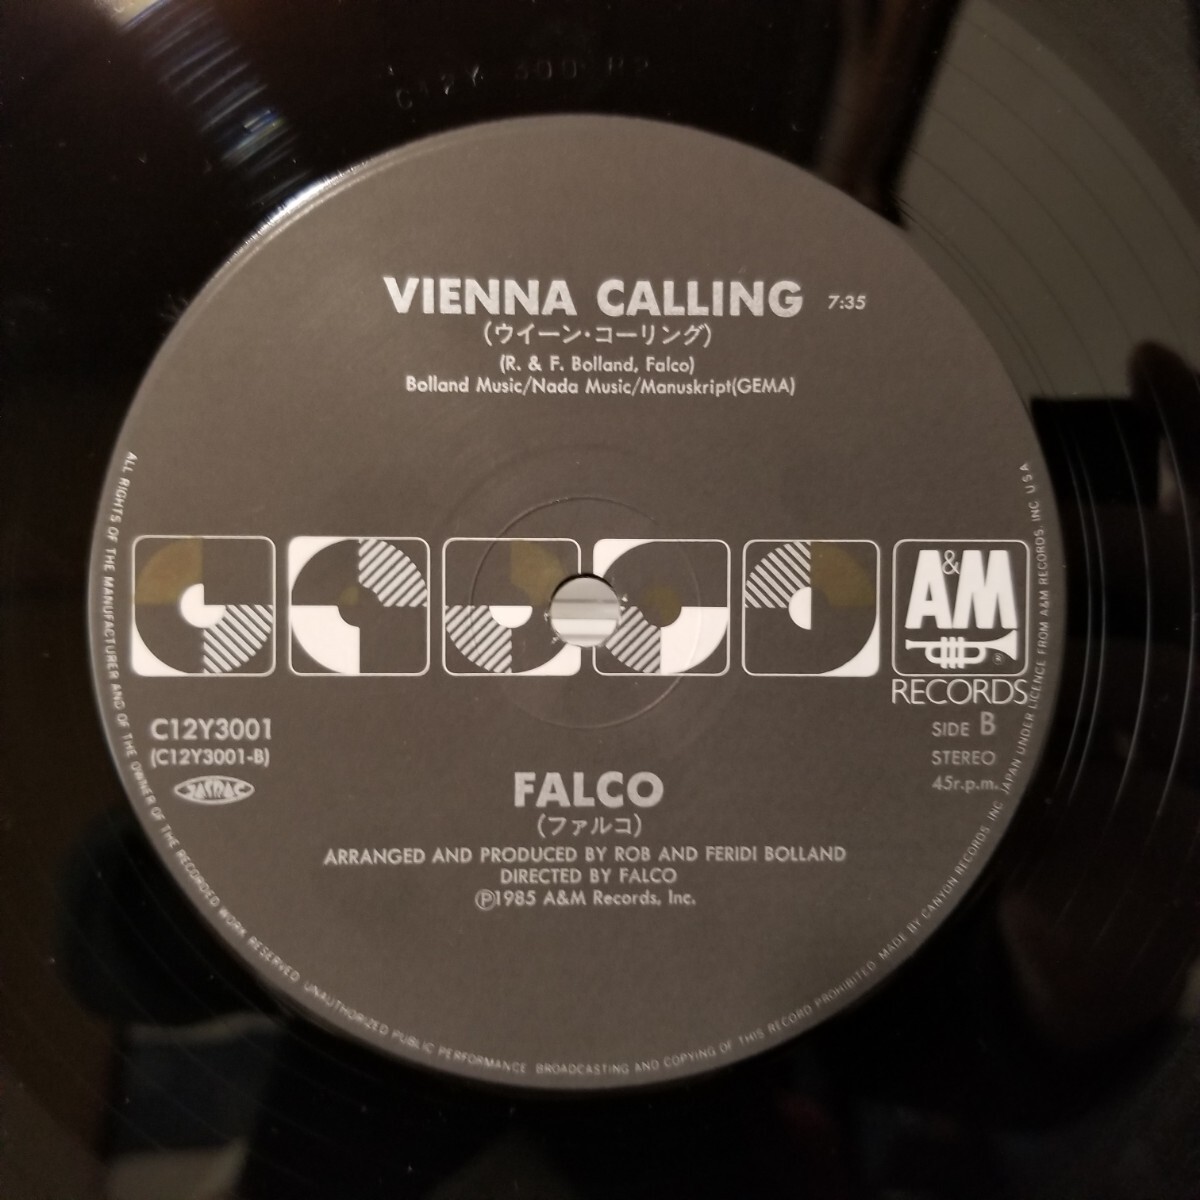 VIENNA CALLING 7:35
(ウイーン・コーリング)
(R. & F. Bolland, Falco)
Bolland Music/Nada Music/Manuskript(GEMA)
A&M
®
RECORDS
C12Y3001
(C12Y3001-B)
JASRAC
SIDE B
STEREO
45r.p.m.
FALCO
(ファルコ)
ARRANGED AND PRODUCED BY ROB AND FERIDI BOLLAND
DIRECTED BY FALCO
Ⓟ1985 A&M Records, Inc.
ALL RIGHTS OF THE MANUFACTURER AND OF THE OWNER OF THE RECORDED WORK RESERVED. UNAUTHORIZED PUBLIC PERFORMANCE. BROADCASTING AND COPYING OF THIS RECORD PROHIBITED. MADE BY CANYON RECORDS, INC. JAPAN UNDER LICENCE FROM A&M RECORDS, INC. U S A